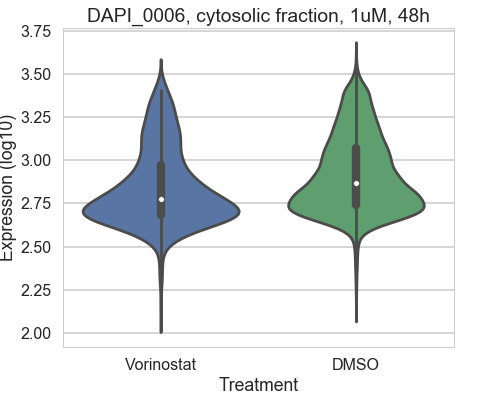 DAPI_0006, cytosolic fraction, 1uM, 48h
Expression (log10)
3.75
3.50
3.25
3.00
2.75
2.50
2.25
2.00
Vorinostat
DMSO
Treatment